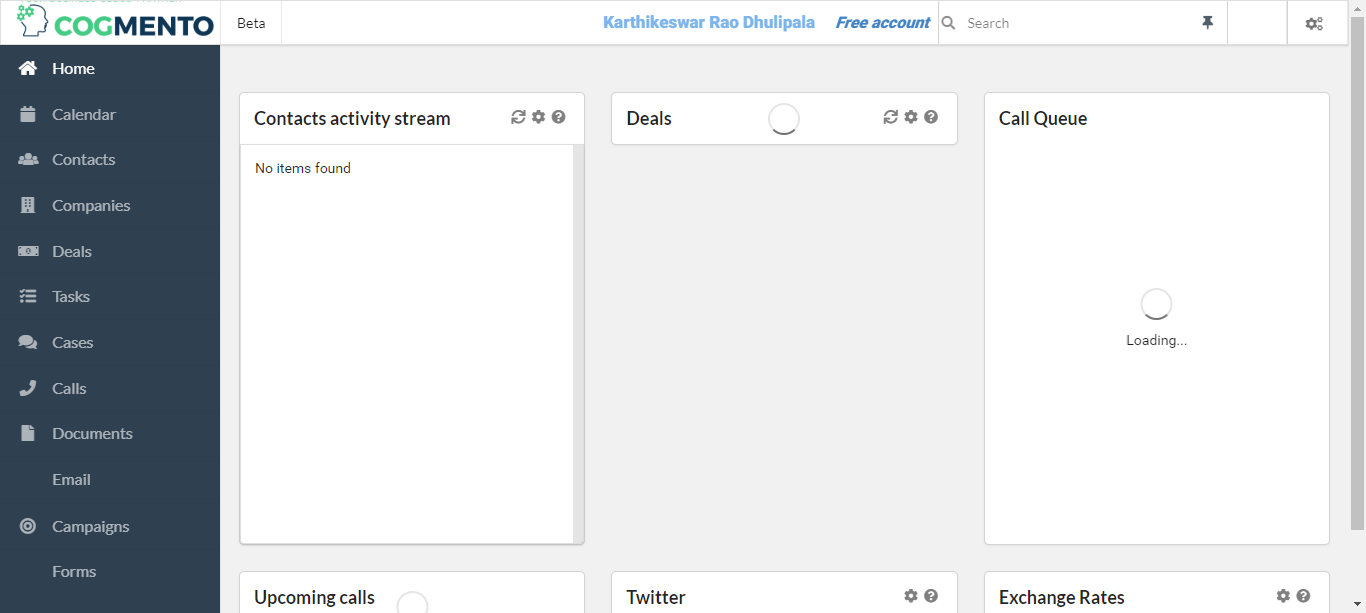 COGMENTO
Beta
Karthikeswar Rao Dhulipala
Free account
Search
Home
Calendar
Contacts
Companies
Deals
Tasks
Cases
Calls
Documents
Email
Campaigns
Forms
Contacts activity stream
No items found
Deals
Call Queue
Loading...
Upcoming calls
Twitter
Exchange Rates